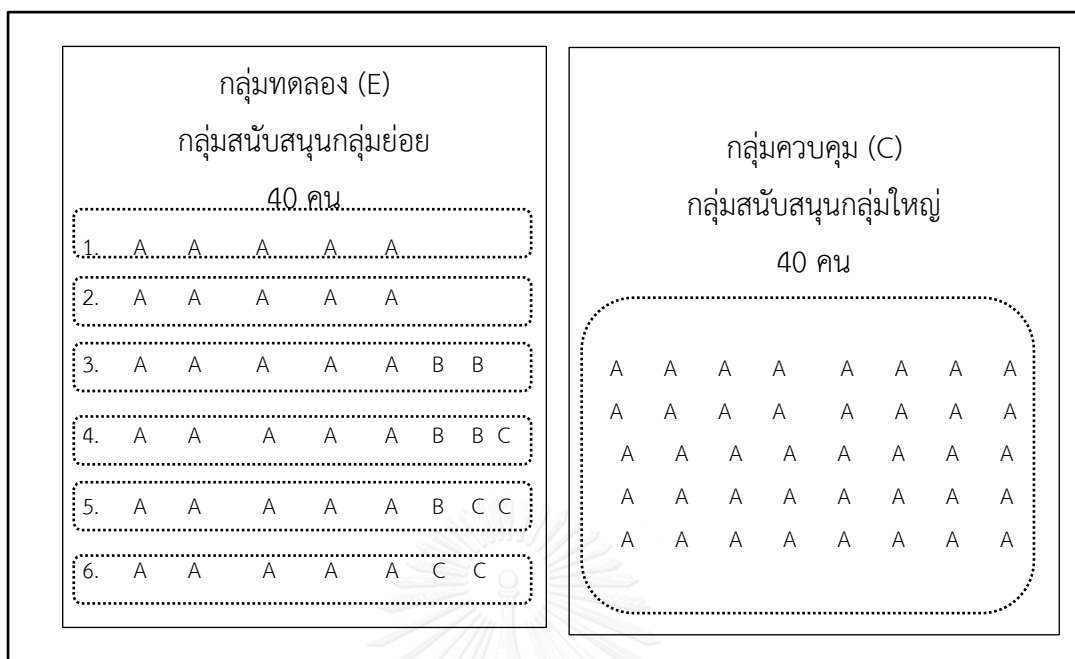 กลุ่มทดลอง (E)
กลุ่มสนับสนุนกลุ่มย่อย
40 คน
1. A A A A A
2. A A A A A
3. A A A A A B B
4. A A A A A B B C
5. A A A A A B C C
6. A A A A A C C
กลุ่มควบคุม (C)
กลุ่มสนับสนุนกลุ่มใหญ่
40 คน
A A A A A A A A
A A A A A A A A
A A A A A A A A
A A A A A A A A
A A A A A A A A